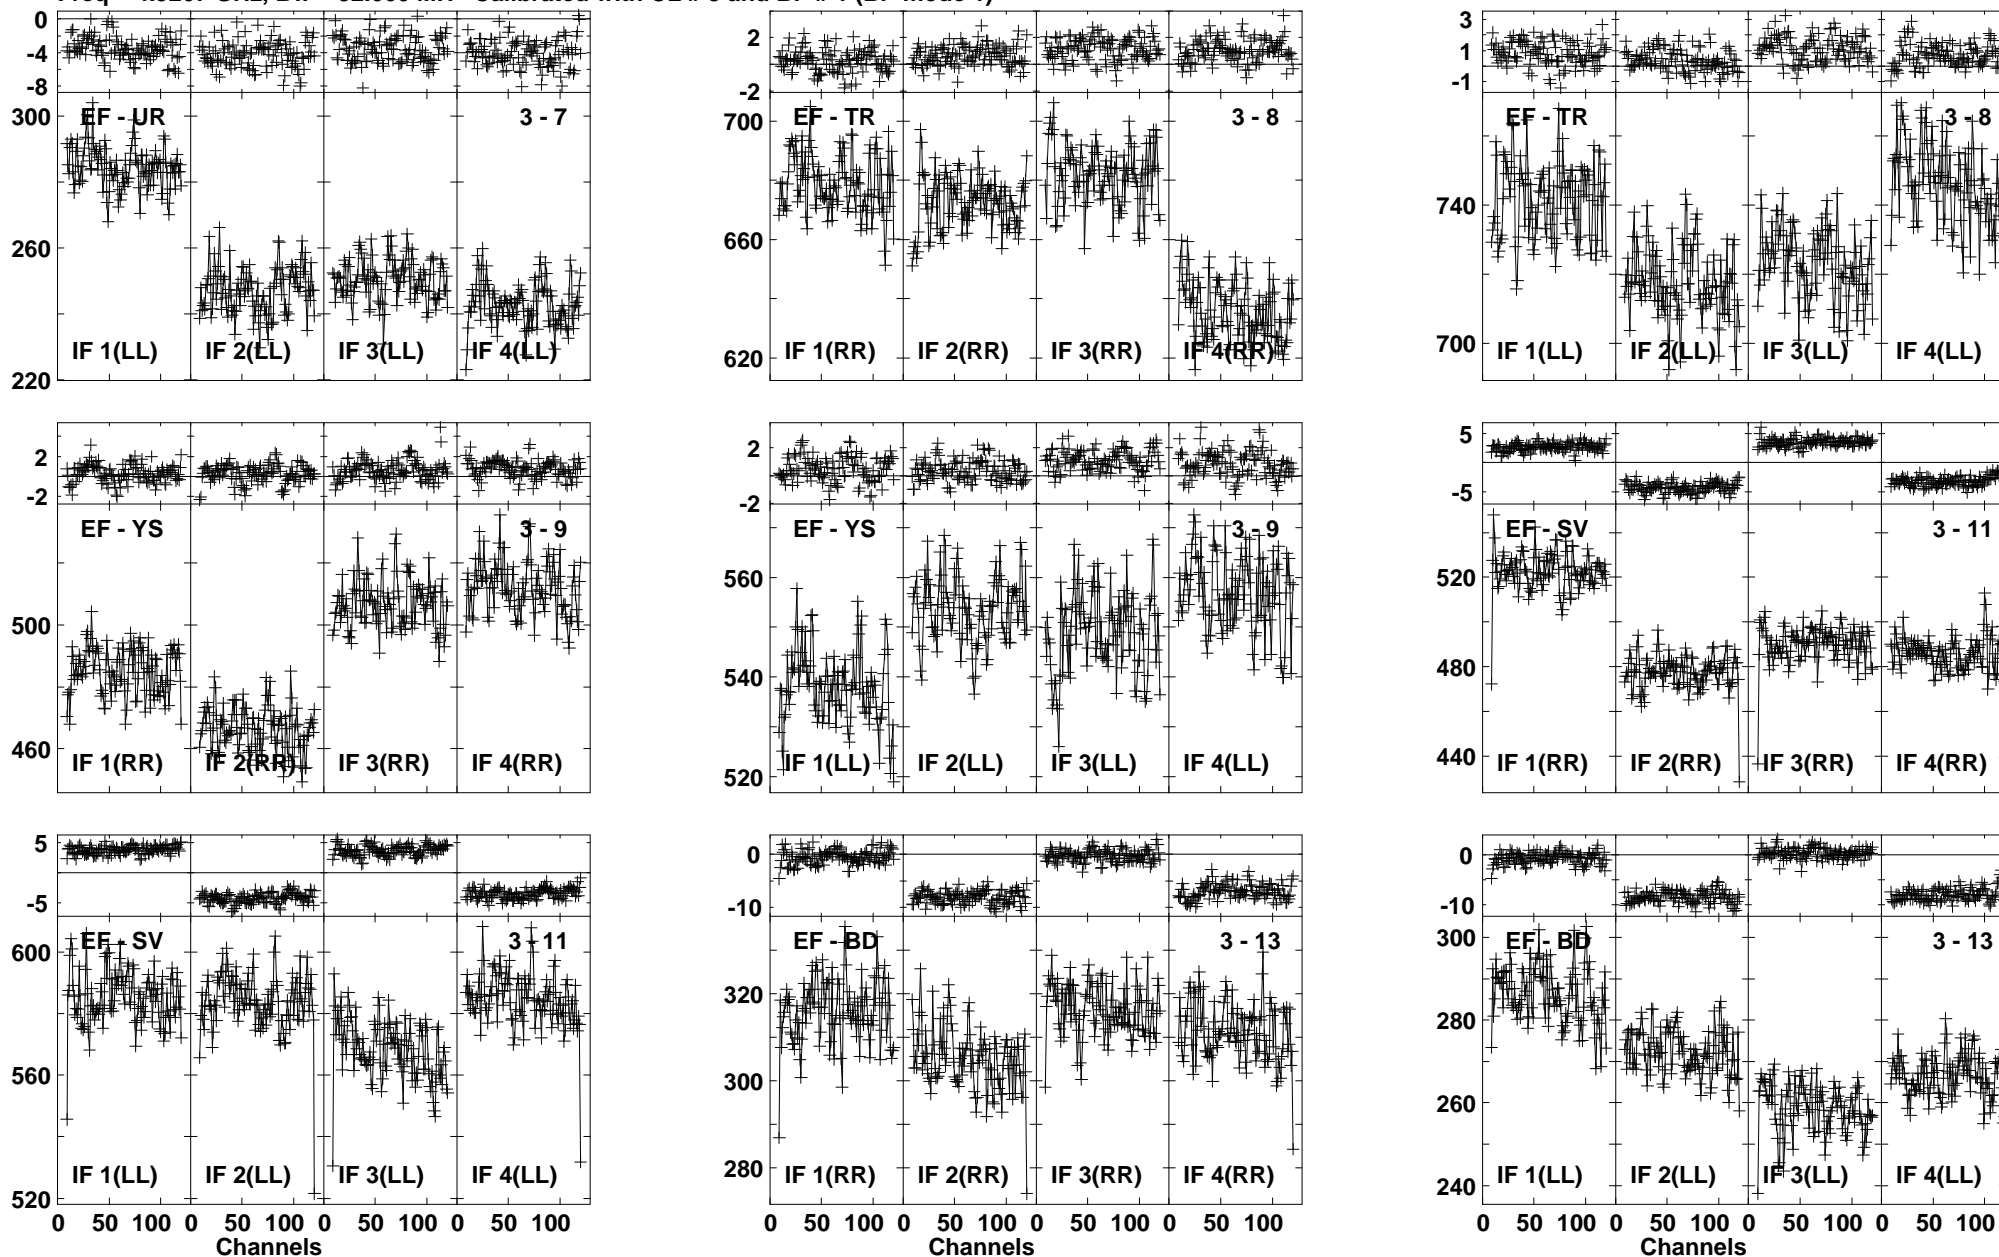 0 2 3
-4 1
-8 -2 -1
300 EF - UR 3 - 7 700 EF - TR 3 - 8 EF - TR 3 - 8
260 660 740
IF 1(LL) IF 2(LL) IF 3(LL) IF 4(LL) 620 IF 1(RR) IF 2(RR) IF 3(RR) IF 4(RR) 700 IF 1(LL) IF 2(LL) IF 3(LL) IF 4(LL)
220
2 2 5
-2 -2 -5
EF - YS 3 - 9 EF - YS 3 - 9 EF - SV 3 - 11
500 560 520
540 480
460 IF 1(RR) IF 2(RR) IF 3(RR) IF 4(RR) 520 IF 1(LL) IF 2(LL) IF 3(LL) IF 4(LL) 440 IF 1(RR) IF 2(RR) IF 3(RR) IF 4(RR)
5 0 0
-5 -10 -10
600 EF - SV 3 - 11 EF - BD 3 - 13 300 EF - BD 3 - 13
320 280
560 300 260
520 IF 1(LL) IF 2(LL) IF 3(LL) IF 4(LL) 280 IF 1(RR) IF 2(RR) IF 3(RR) IF 4(RR) 240 IF 1(LL) IF 2(LL) IF 3(LL) IF 4(LL)
0 50 100 0 50 100 0 50 100 0 50 100 0 50 100 0 50 100 0 50 100 0 50 100 0 50 100 0 50 100 0 50 100 0 50 100
Channels Channels Channels